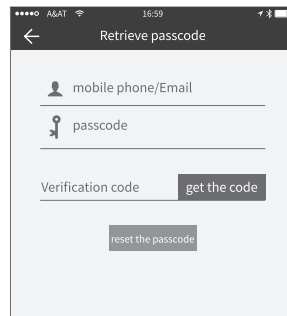 A&AT 16:59
Retrieve passcode
mobile phone/Email
passcode
Verification code get the code
reset the passcode